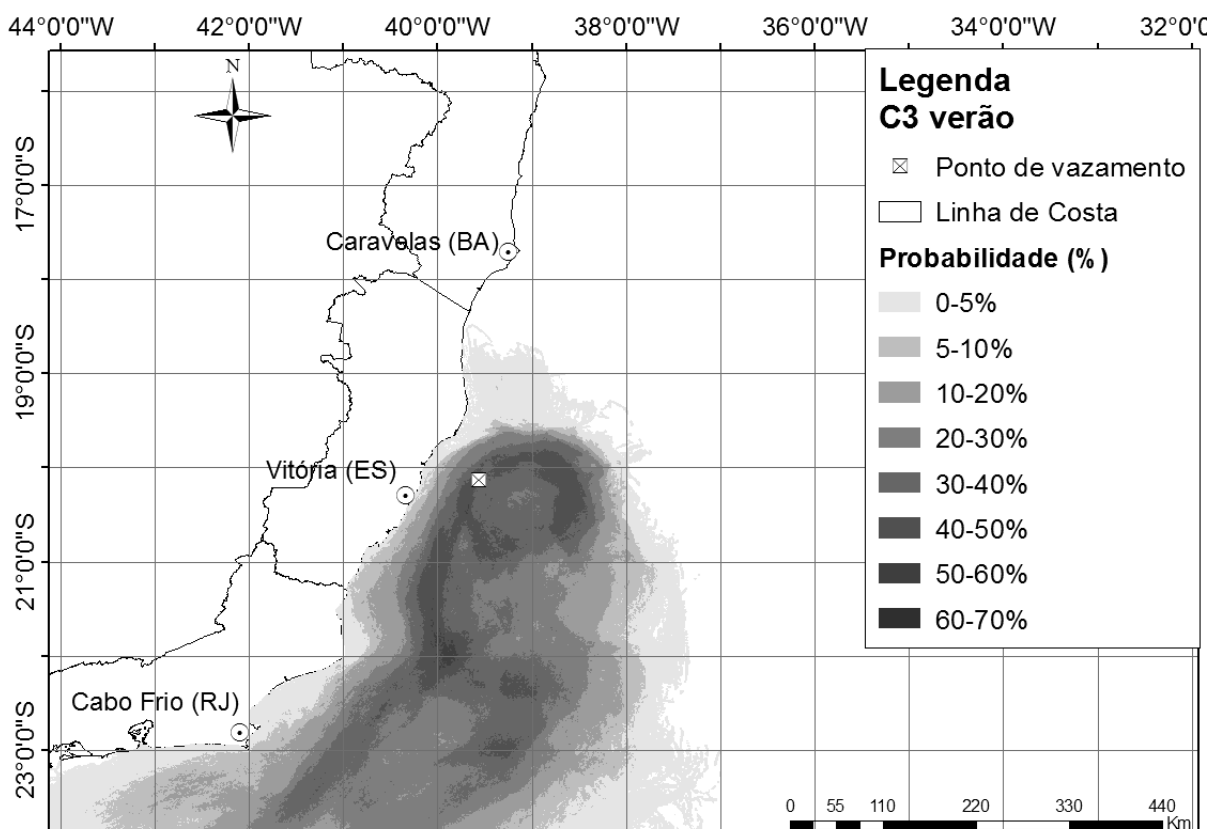 44°0'0"W 42°0'0"W 40°0'0"W 38°0'0"W 36°0'0"W 34°0'0"W 32°0'0
N
17°0'0"S
19°0'0"S
21°0'0"S
23°0'0"S
Caravelas (BA)
Vitória (ES)
Cabo Frio (RJ)
Legenda
C3 verão
Ponto de vazamento
Linha de Costa
Probabilidade (%)
0-5%
5-10%
10-20%
20-30%
30-40%
40-50%
50-60%
60-70%
0 55 110 220 330 440
Km